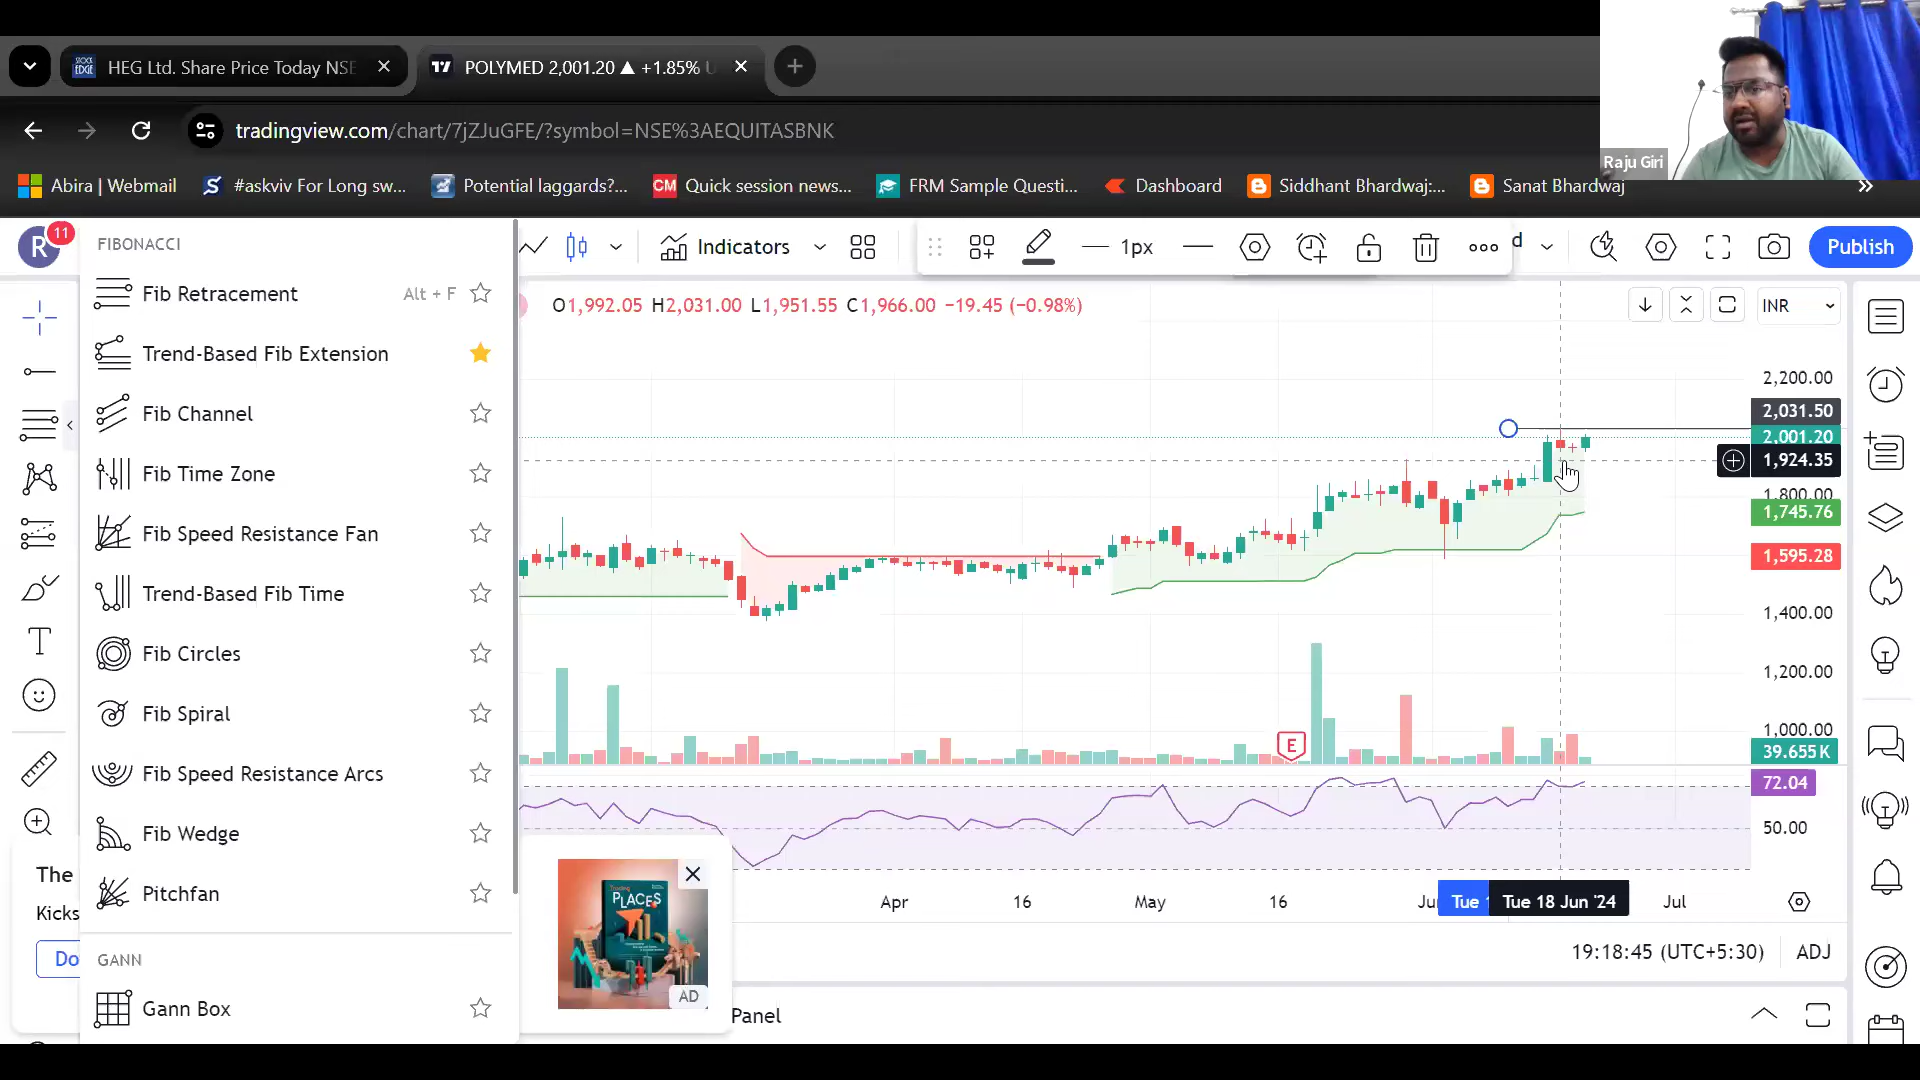 STOCK EDGE HEG Ltd. Share Price Today NSE
POLYMED 2,001.20 ▲ +1.85%
tradingview.com/chart/7jZJuGFE/?symbol=NSE%3AEQUITASBNK
Raju Giri
Abira | Webmail
#askviv For Long sw...
Potential laggards?...
CM Quick session news...
FRM Sample Questi...
Dashboard
Siddhant Bhardwaj:...
Sanat Bhardwaj
R 11
FIBONACCI
Indicators
1px
d
Publish
Fib Retracement Alt + F
Trend-Based Fib Extension
Fib Channel
Fib Time Zone
Fib Speed Resistance Fan
Trend-Based Fib Time
Fib Circles
Fib Spiral
Fib Speed Resistance Arcs
Fib Wedge
Pitchfan
GANN
Gann Box
O1,992.05 H2,031.00 L1,951.55 C1,966.00 −19.45 (−0.98%)
INR
2,200.00
2,031.50
2,001.20
1,924.35
1,800.00
1,745.76
1,595.28
1,400.00
1,200.00
1,000.00
39.655K
72.04
50.00
E
The
Kicks
Do
PLACES
AD
Apr 16 May 16 Tue Tue 18 Jun '24 Jul
19:18:45 (UTC+5:30) ADJ
Panel